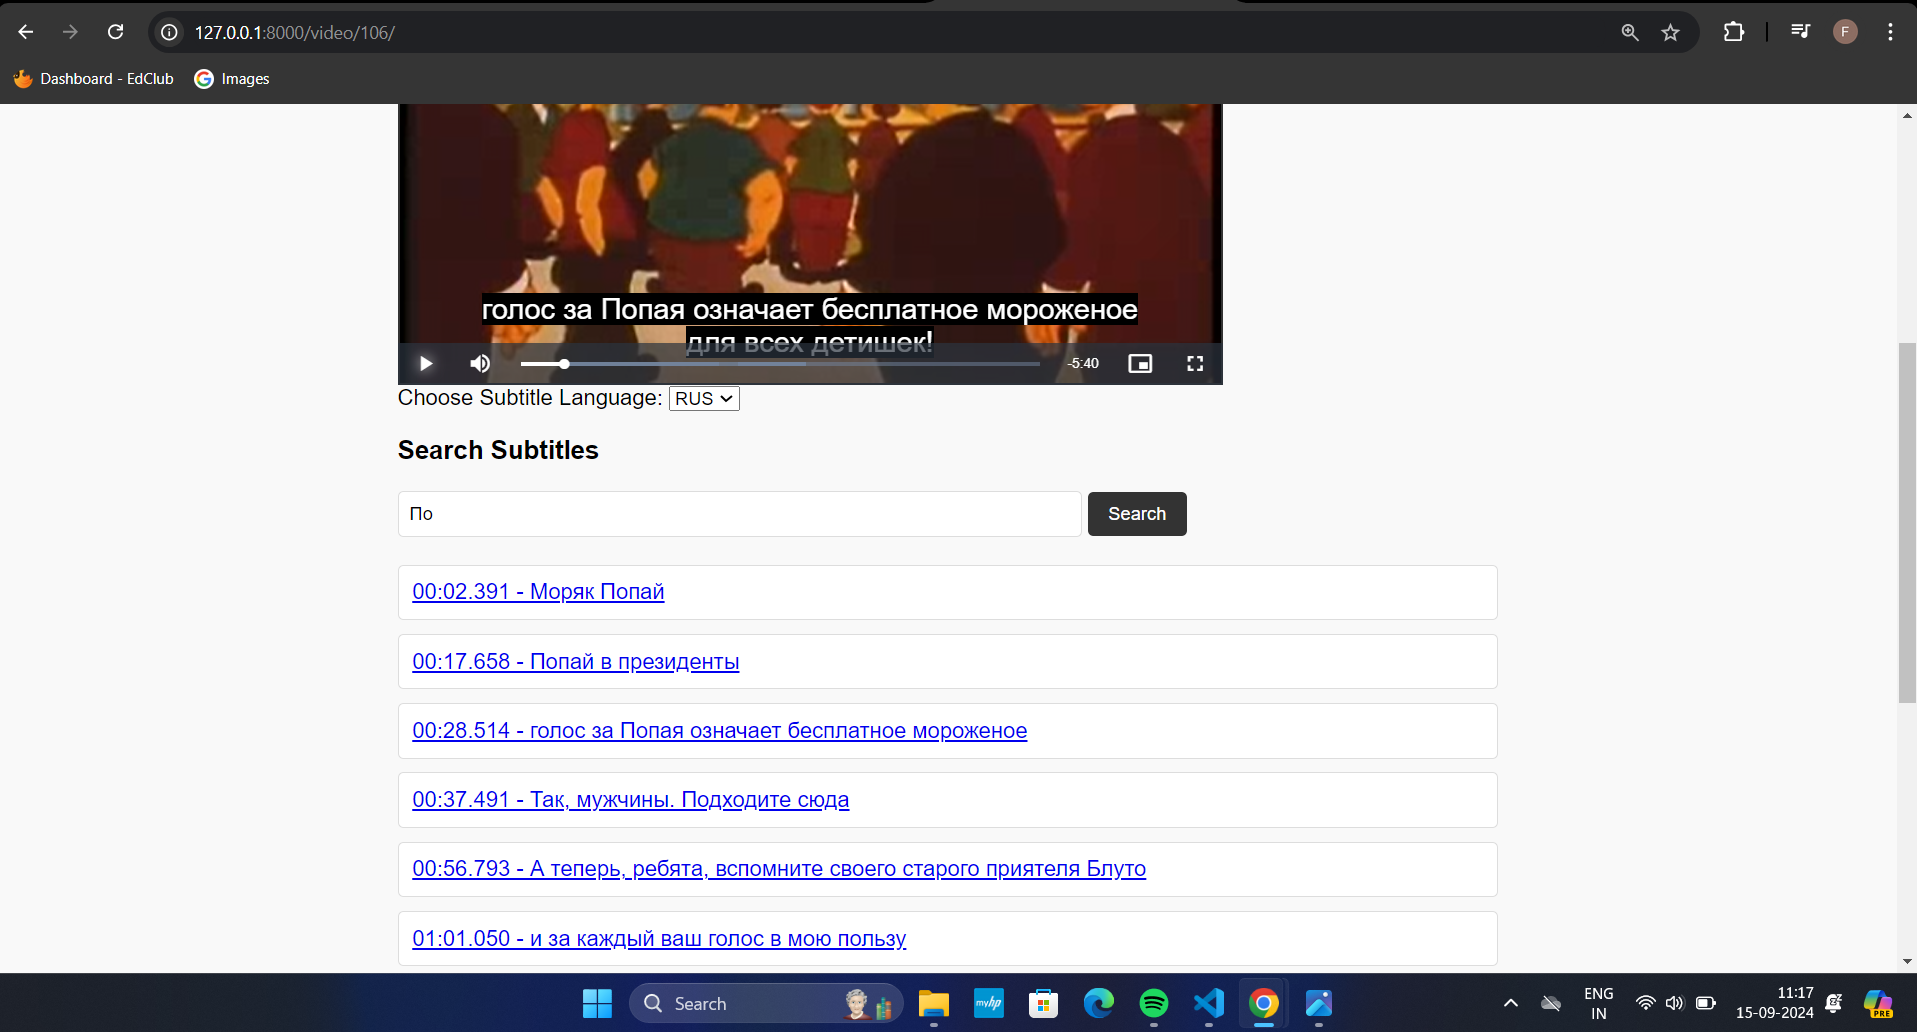 127.0.0.1:8000/video/106/
F
Dashboard - EdClub
Images
голос за Попая означает бесплатное мороженое
для всех детишек!
-5:40
Choose Subtitle Language: RUS
Search Subtitles
По
Search
00:02.391 - Моряк Попай
00:17.658 - Попай в президенты
00:28.514 - голос за Попая означает бесплатное мороженое
00:37.491 - Так, мужчины. Подходите сюда
00:56.793 - А теперь, ребята, вспомните своего старого приятеля Блуто
01:01.050 - и за каждый ваш голос в мою пользу
Search
myhp
ENG
IN
11:17
15-09-2024
PRE